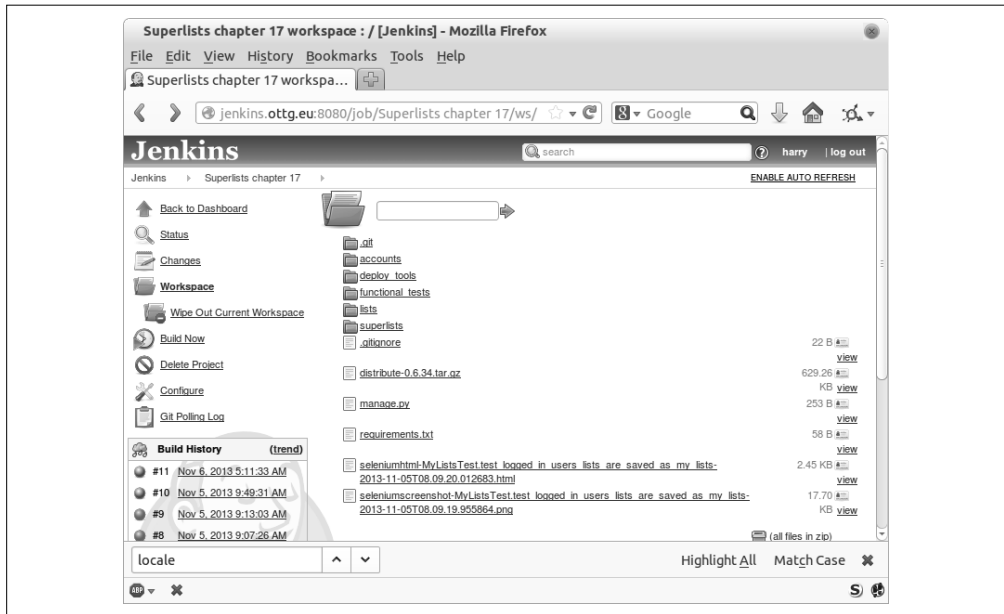 Superlists chapter 17 workspace : / [Jenkins] - Mozilla Firefox
File Edit View History Bookmarks Tools Help
Superlists chapter 17 workspa...
jenkins.ottg.eu:8080/job/Superlists chapter 17/ws/
Google
Jenkins
search
harry | log out
Jenkins Superlists chapter 17
ENABLE AUTO REFRESH
Back to Dashboard
Status
Changes
Workspace
Wipe Out Current Workspace
Build Now
Delete Project
Configure
Git Polling Log
Build History (trend)
#11 Nov 6, 2013 5:11:33 AM
#10 Nov 5, 2013 9:49:31 AM
#9 Nov 5, 2013 9:13:03 AM
#8 Nov 5, 2013 9:07:26 AM
.git
accounts
deploy_tools
functional_tests
lists
superlists
.gitignore 22 B
view
distribute-0.6.34.tar.gz 629.26
KB view
manage.py 253 B
view
requirements.txt 58 B
view
seleniumhtml-MyListsTest.test_logged_in_users_lists_are_saved_as_my_lists- 2.45 KB
2013-11-05T08.09.20.012683.html view
seleniumscreenshot-MyListsTest.test_logged_in_users_lists_are_saved_as_my_lists- 17.70
2013-11-05T08.09.19.955864.png KB view
(all files in zip)
locale
Highlight All Match Case
ABP
S